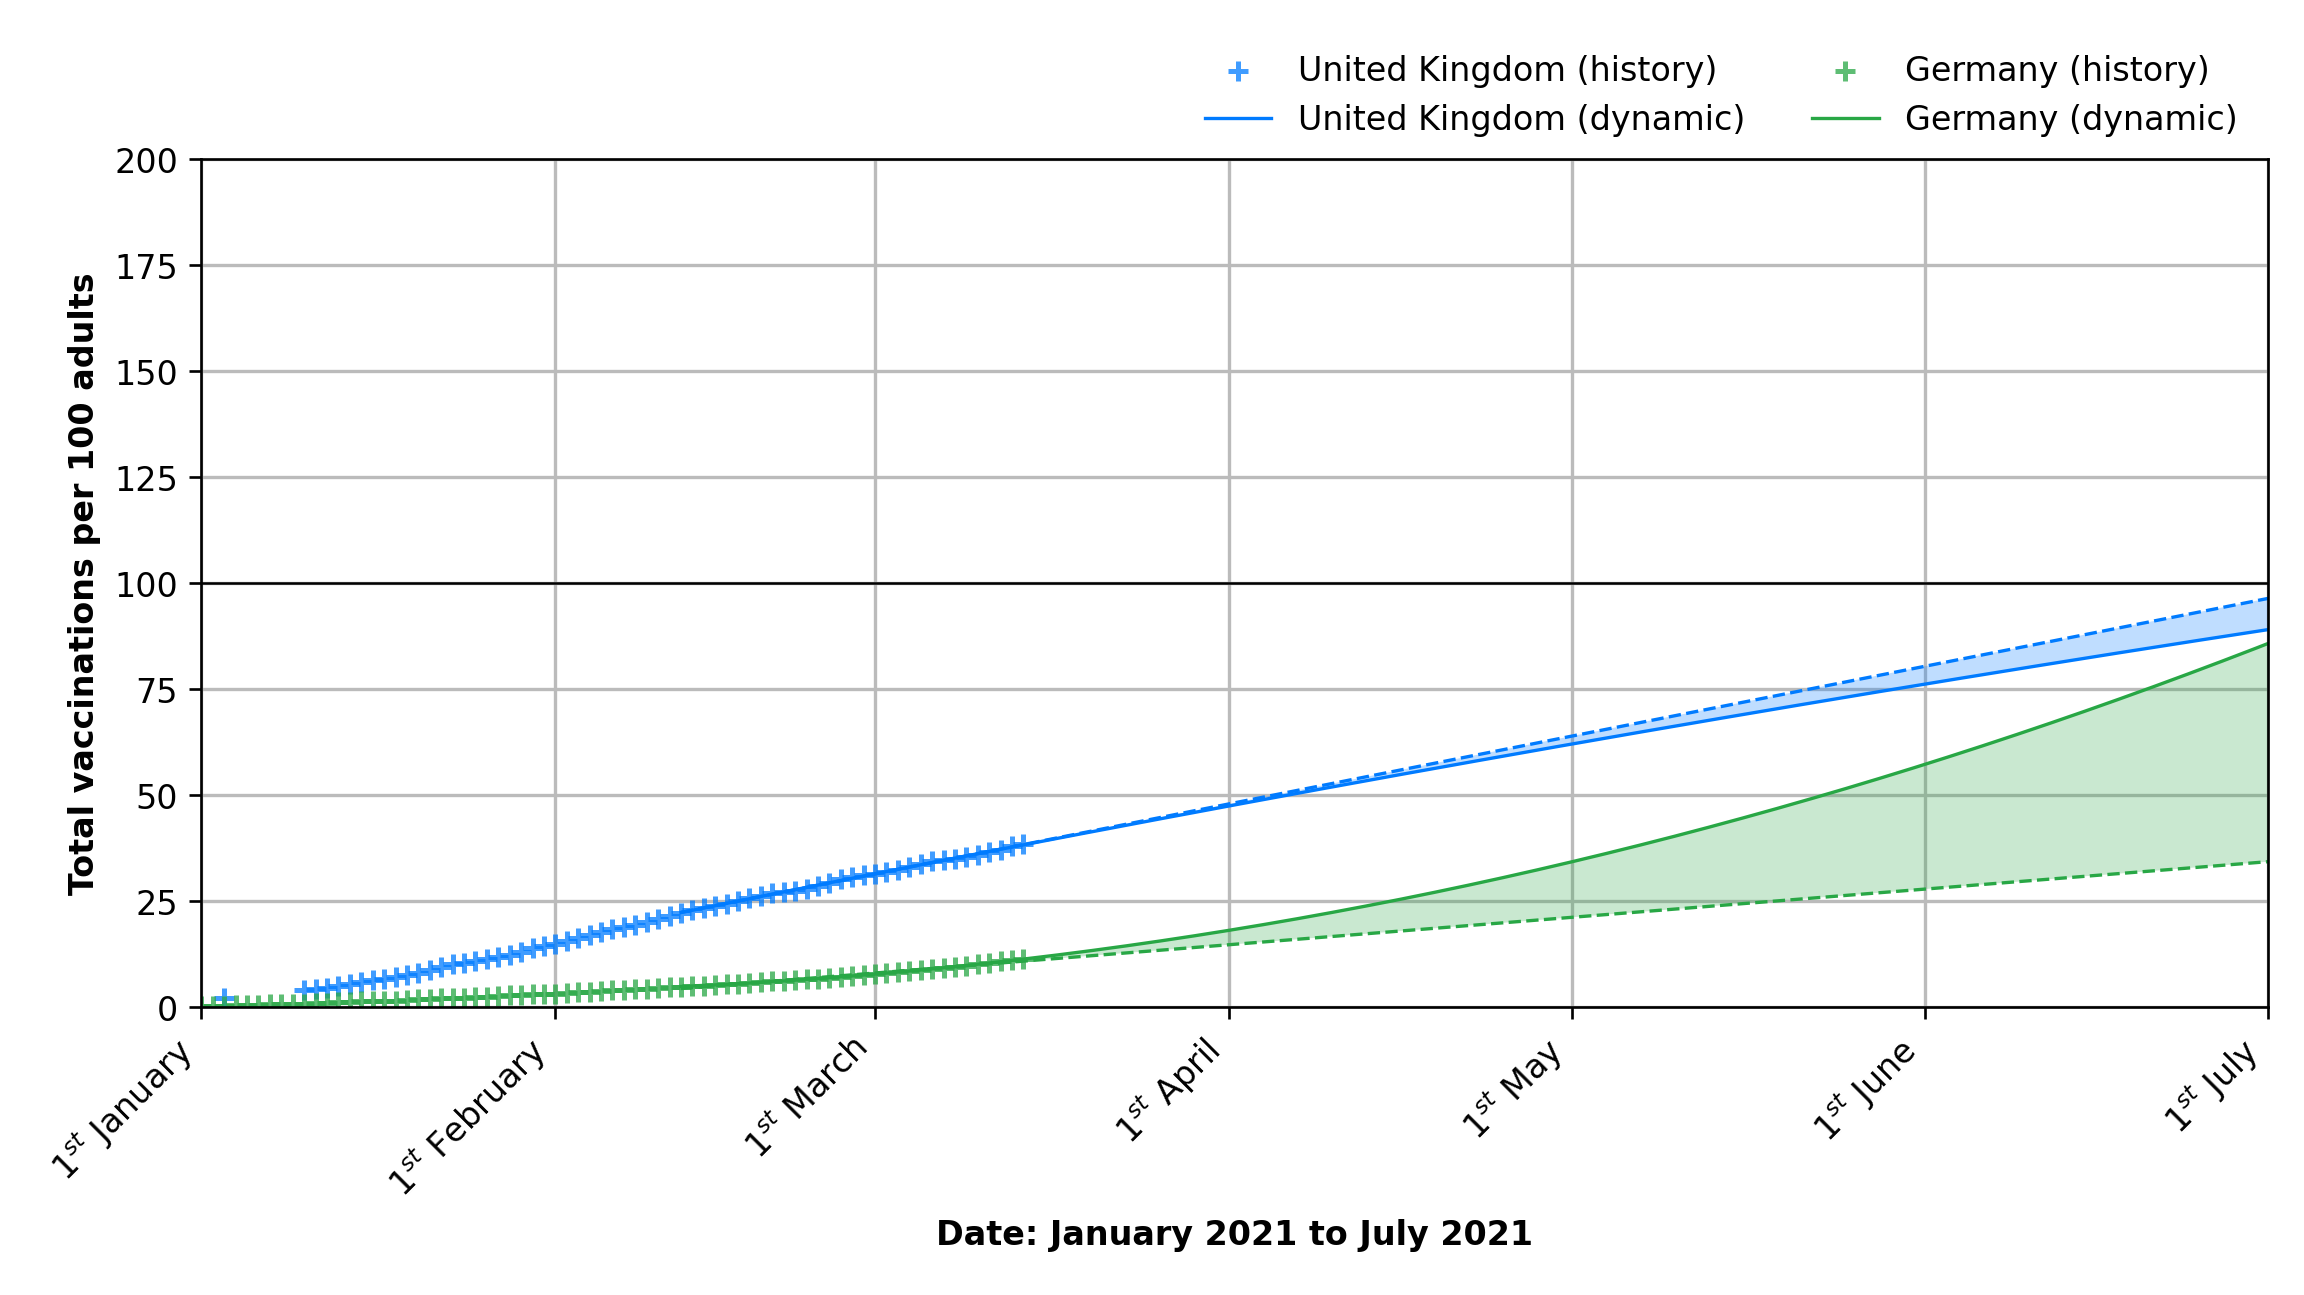 United Kingdom (history)
Germany (history)
United Kingdom (dynamic)
Germany (dynamic)
Total vaccinations per 100 adults
200
175
150
125
100
75
50
25
0
1st January
1st February
1st March
1st April
1st May
1st June
1st July
Date: January 2021 to July 2021